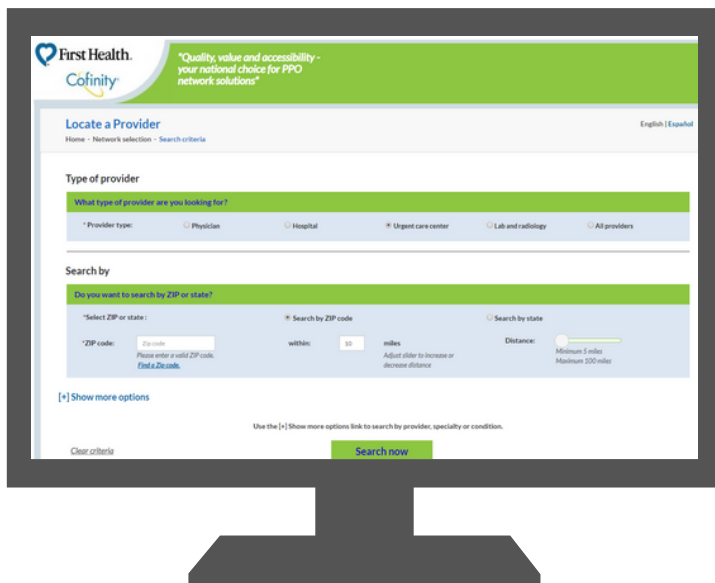 First Health.
Cofinity
"Quality, value and accessibility -
your national choice for PPO
network solutions"
Locate a Provider
English | Español
Home - Network selection - Search criteria
Type of provider
What type of provider are you looking for?
* Provider type: Physician Hospital Urgent care center Lab and radiology All providers
Search by
Do you want to search by ZIP or state?
*Select ZIP or state : Search by ZIP code Search by state
*ZIP code: Zip code within: 10 miles Distance:
Please enter a valid ZIP code. Adjust slider to increase or Minimum 5 miles
Find a Zip code. decrease distance Maximum 100 miles
[+] Show more options
Use the [+] Show more options link to search by provider, specialty or condition.
Clear criteria Search now